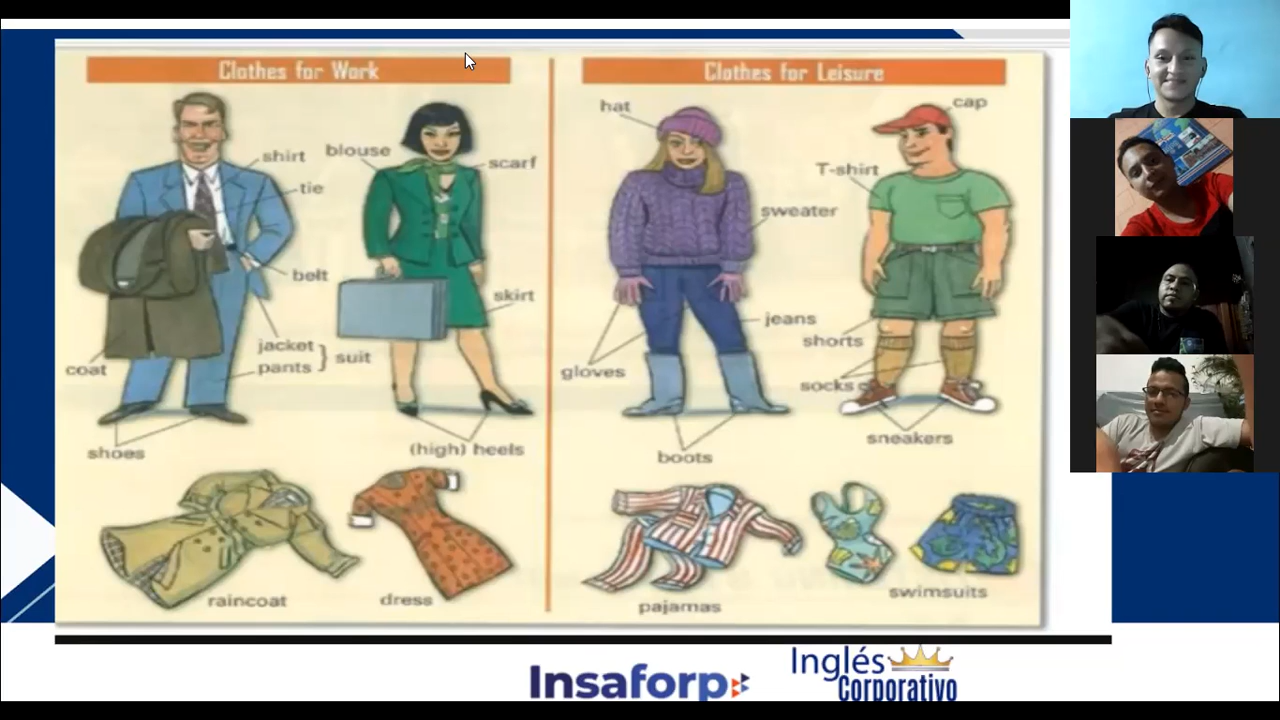 Clothes for Work
shirt
blouse
scarf
tie
belt
skirt
jacket
pants
suit
coat
shoes
(high) heels
raincoat
dress
Clothes for Leisure
hat
cap
T-shirt
sweater
jeans
shorts
gloves
socks
sneakers
boots
pajamas
swimsuits
Insaforp
Inglés
Corporativo